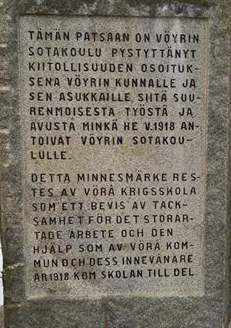 TÄMÄN PATSAAN ON VÖYRIN
SOTAKOULU PYSTYTTÄNYT
KIITOLLISUUDEN OSOITUK-
SENA VÖYRIN KUNNALLE JA
SEN ASUKKAILLE, SIITÄ SUU-
RENMOISESTA TYÖSTÄ JA
AVUSTA MINKÄ HE V.1918 AN-
TOIVAT VÖYRIN SOTAKOU-
LULLE.
DETTA MINNESMÄRKE RES-
TES AV VÖRÅ KRIGSSKOLA
SOM ETT BEVIS AV TACK-
SAMHET FÖR DET STORAR-
TADE ARBETE OCH DEN
HJÄLP SOM AV VÖRÅ KOM-
MUN OCH DESS INNEVÅNARE
ÅR 1918 KOM SKOLAN TILL DEL.